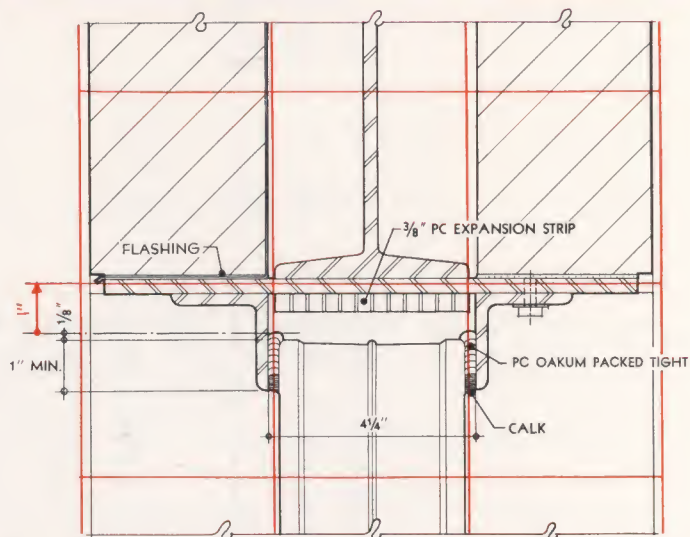 3/8" PC EXPANSION STRIP
FLASHING
1"
1/8"
1" MIN.
PC OAKUM PACKED TIGHT
4 1/4"
CALK